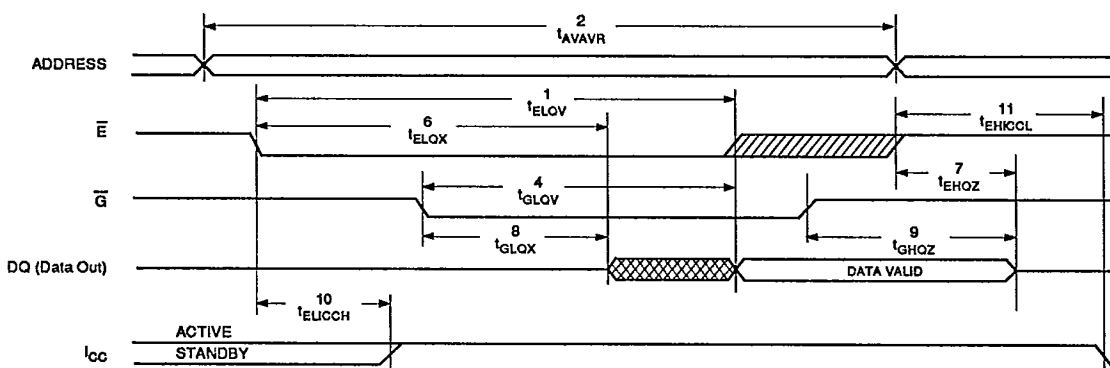 2
tAVAVR
ADDRESS
1
tELQV
11
tEHICCL
E
6
tELQX
7
tEHQZ
4
tGLQV
G
8
tGLQX
9
tGHQZ
DQ (Data Out)
DATA VALID
10
tELICCH
ACTIVE
ICC
STANDBY